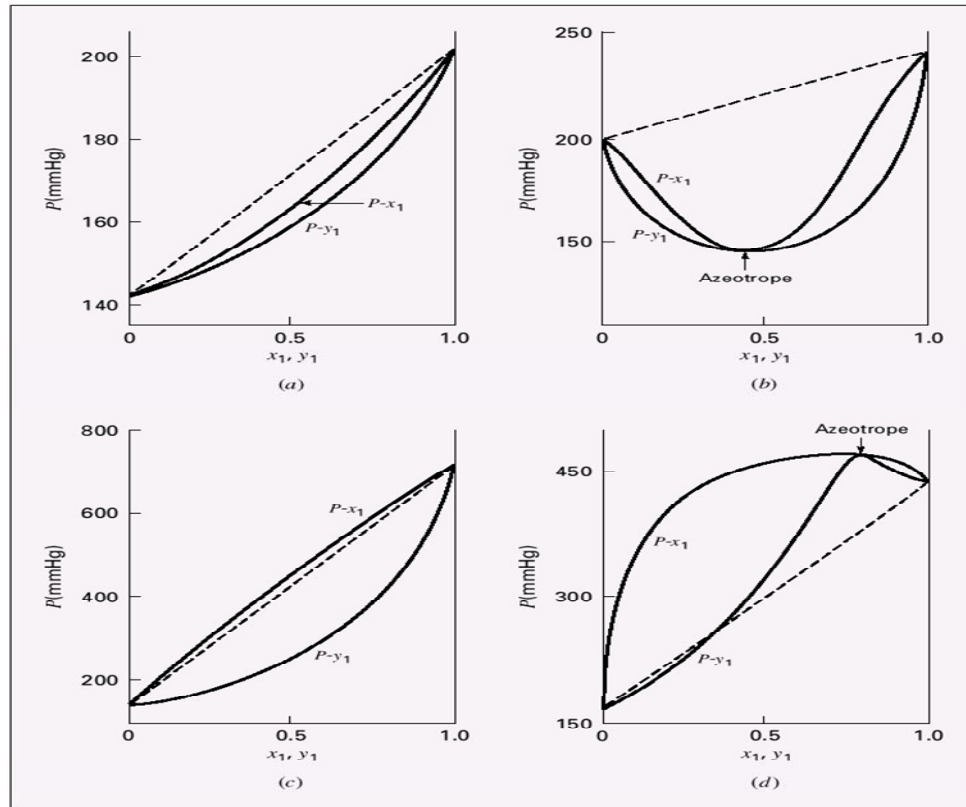 200
180
160
140
P(mmHg)
P-x₁
P-y₁
0
0.5
1.0
x₁, y₁
(a)
250
200
150
P(mmHg)
P-x₁
P-y₁
Azeotrope
0
0.5
1.0
x₁, y₁
(b)
800
600
400
200
P(mmHg)
P-x₁
P-y₁
0
0.5
1.0
x₁, y₁
(c)
Azeotrope
450
300
150
P(mmHg)
P-x₁
P-y₁
0
0.5
1.0
x₁, y₁
(d)